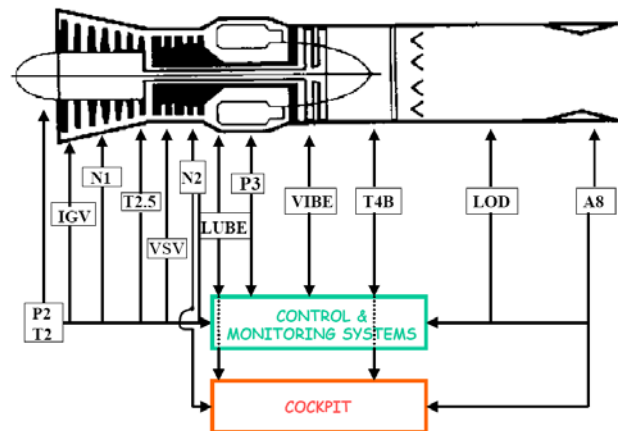 N1
N2
P3
IGV
T2.5
VIBE
T4B
LOD
A8
VSV
LUBE
P2
T2
CONTROL &
MONITORING SYSTEMS
COCKPIT